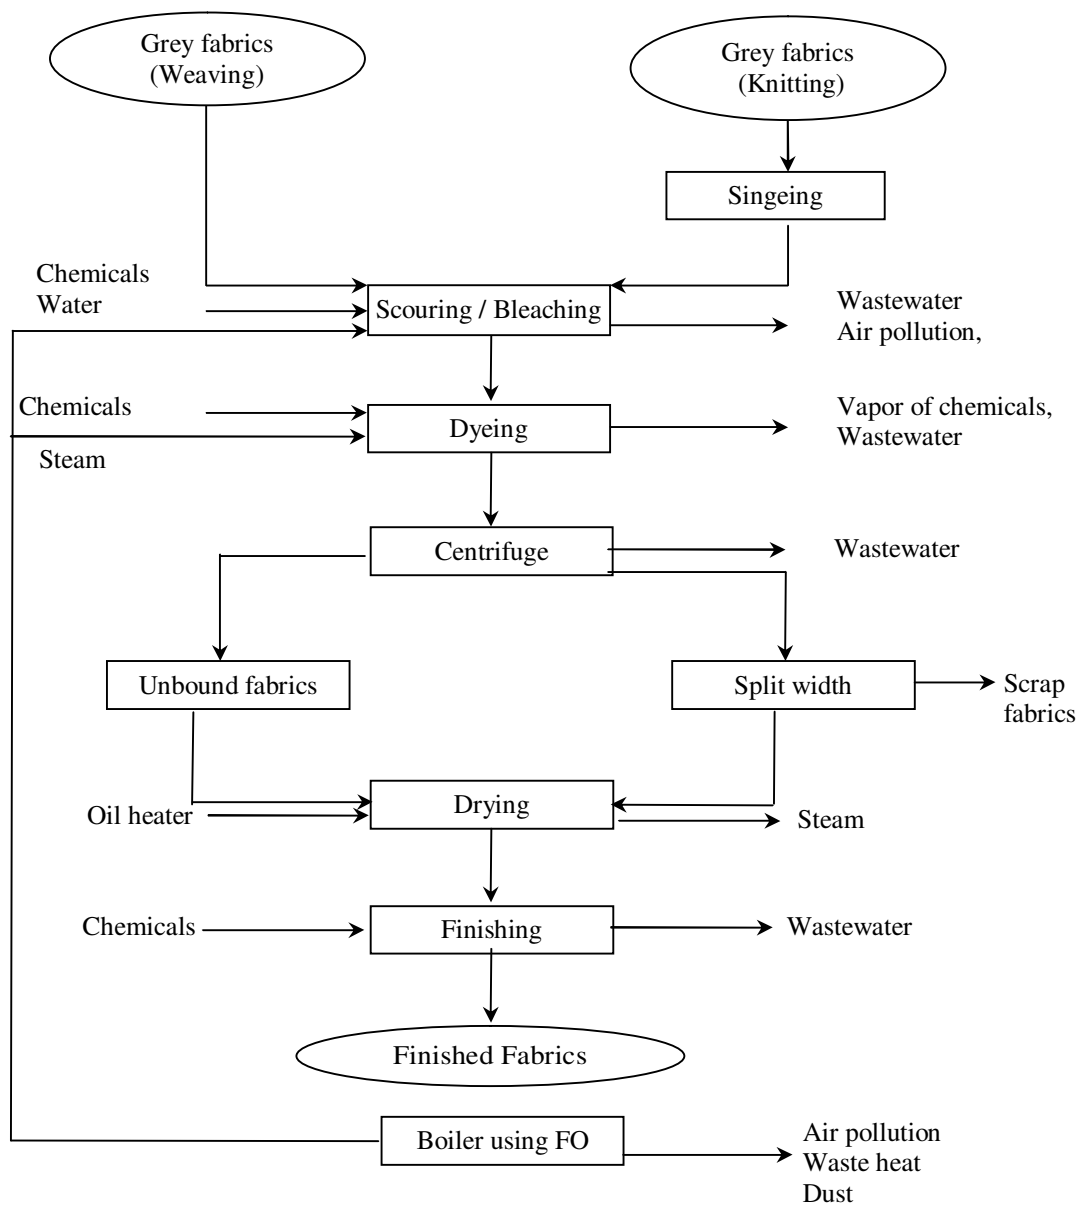 Grey fabrics
(Weaving)
Grey fabrics
(Knitting)
Singeing
Chemicals
Water
Scouring / Bleaching
Wastewater
Air pollution,
Chemicals
Dyeing
Vapor of chemicals,
Wastewater
Steam
Centrifuge
Wastewater
Unbound fabrics
Split width
Scrap
fabrics
Oil heater
Drying
Steam
Chemicals
Finishing
Wastewater
Finished Fabrics
Boiler using FO
Air pollution
Waste heat
Dust